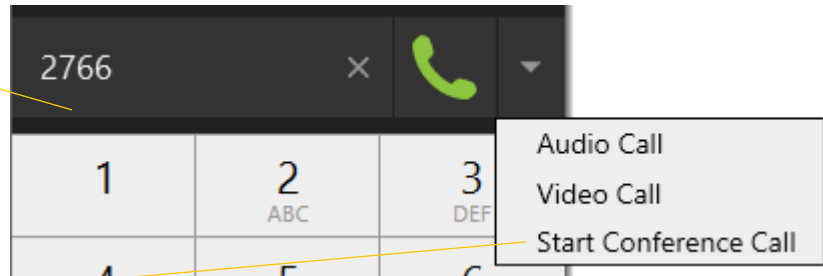 2766
Audio Call
1 2 3
ABC DEF
Video Call
Start Conference Call